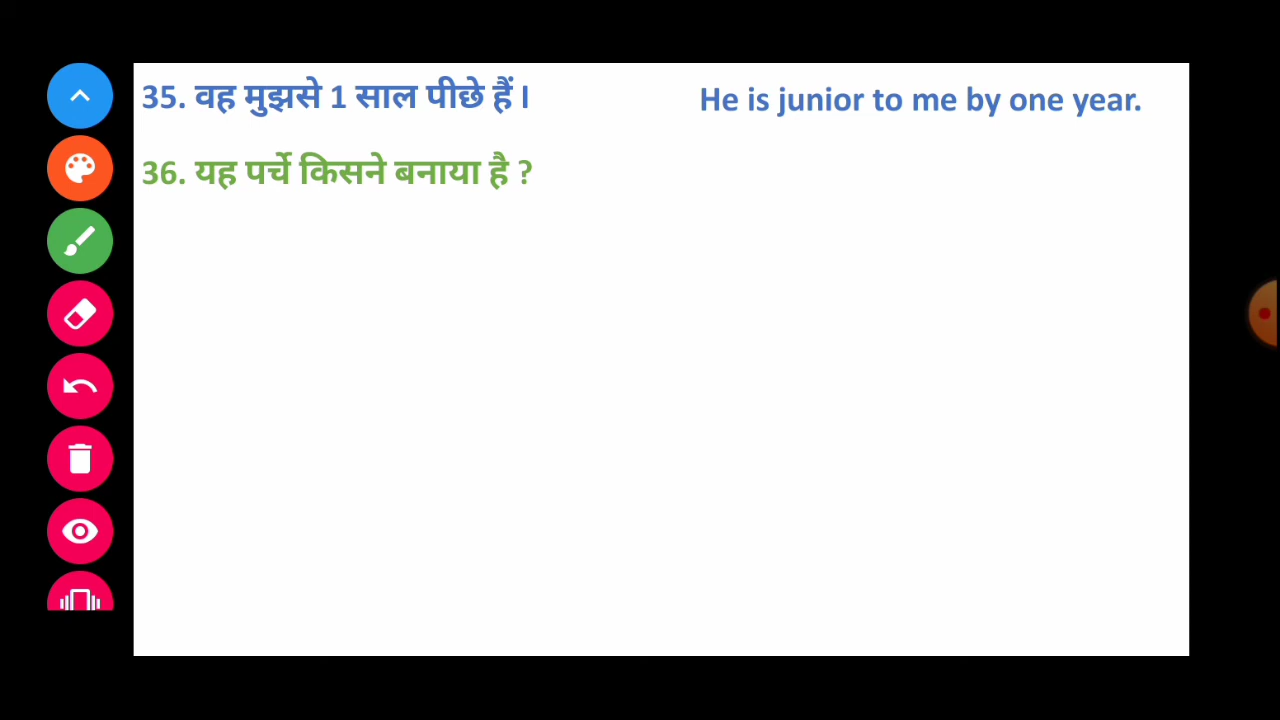 35. वह मुझसे 1 साल पीछे हैं I He is junior to me by one year.
36. यह पर्चे किसने बनाया है ?